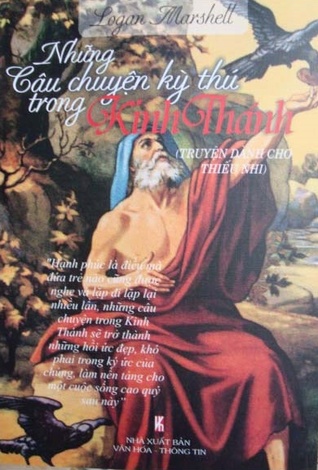 Logan Marshell
Những
Câu chuyện kỳ thú
trong Kinh Thánh
(TRUYỆN DÀNH CHO
THIẾU NHI)
"Hạnh phúc là điều mà
đứa trẻ nào cũng được
nghe và lập đi lập lại
nhiều lần, những câu
chuyện trong Kinh
Thánh sẽ trở thành
những hồi ức đẹp, khó
phai trong ký ức của
chúng, làm nền tảng cho
một cuộc sống cao quý
sau này"
NHÀ XUẤT BẢN
VĂN HÓA - THÔNG TIN